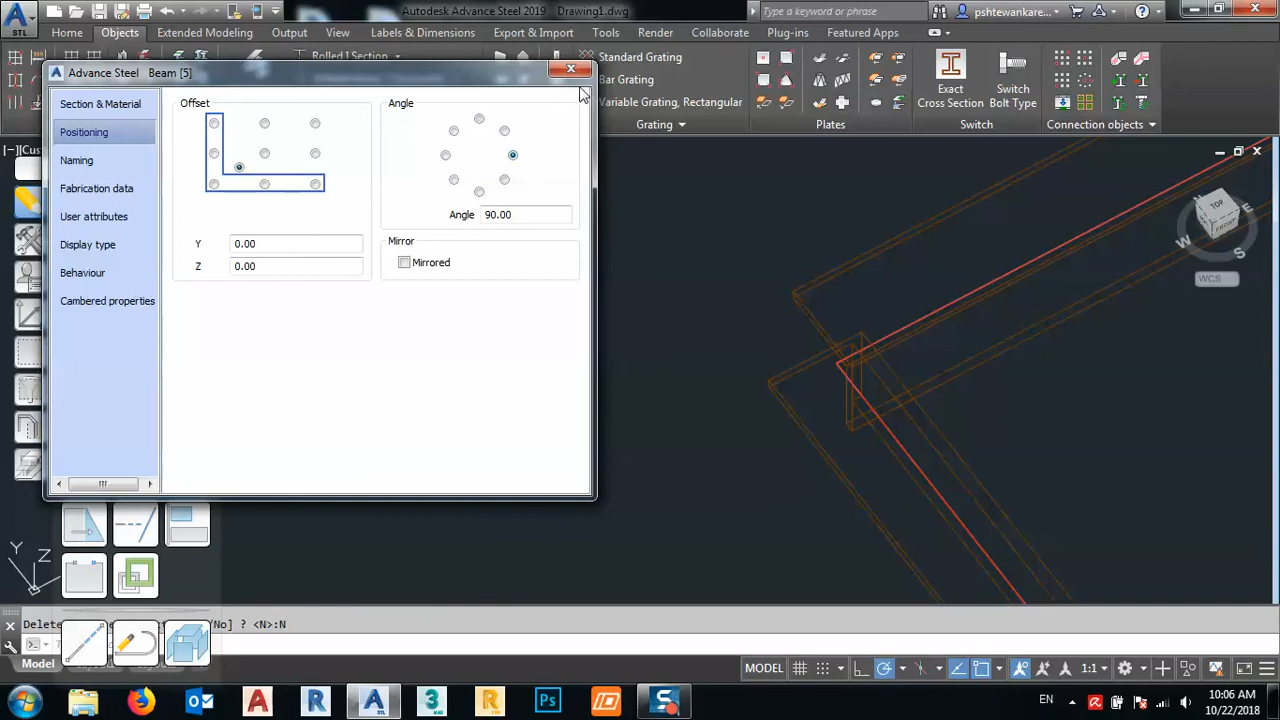 STL
Autodesk Advance Steel 2019 Drawing1.dwg
Type a keyword or phrase
pshtewankare...
Home
Objects
Extended Modeling
Output
View
Labels & Dimensions
Export & Import
Tools
Render
Collaborate
Plug-ins
Featured Apps
Rolled I Section
Standard Grating
Bar Grating
Variable Grating, Rectangular
Grating
Plates
Exact
Cross Section
Switch
Bolt Type
Switch
Connection objects
Advance Steel Beam [5]
Section & Material
Positioning
Naming
Fabrication data
User attributes
Display type
Behaviour
Cambered properties
Offset
Y 0.00
Z 0.00
Angle
Angle 90.00
Mirror
Mirrored
[−][Cus
TOP
FRONT
W
E
S
WCS
Y
Z
/No] ? <N>:N
Model
MODEL
1:1
EN
10:06 AM
10/22/2018